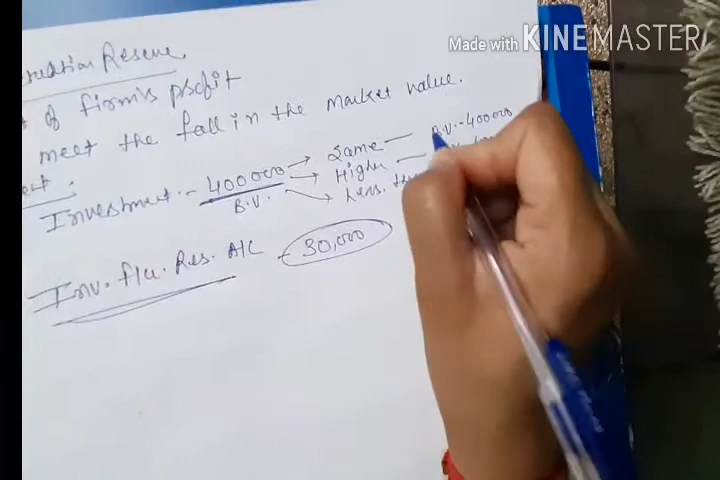 Made with KINEMASTER
Reserve
of firm's profit
meet the fall in the market value.
Investment - 400000 → Same — B.V. - 400000
B.V. → Higher —
→ Less
Inv. flu. Res. A/C - 30,000